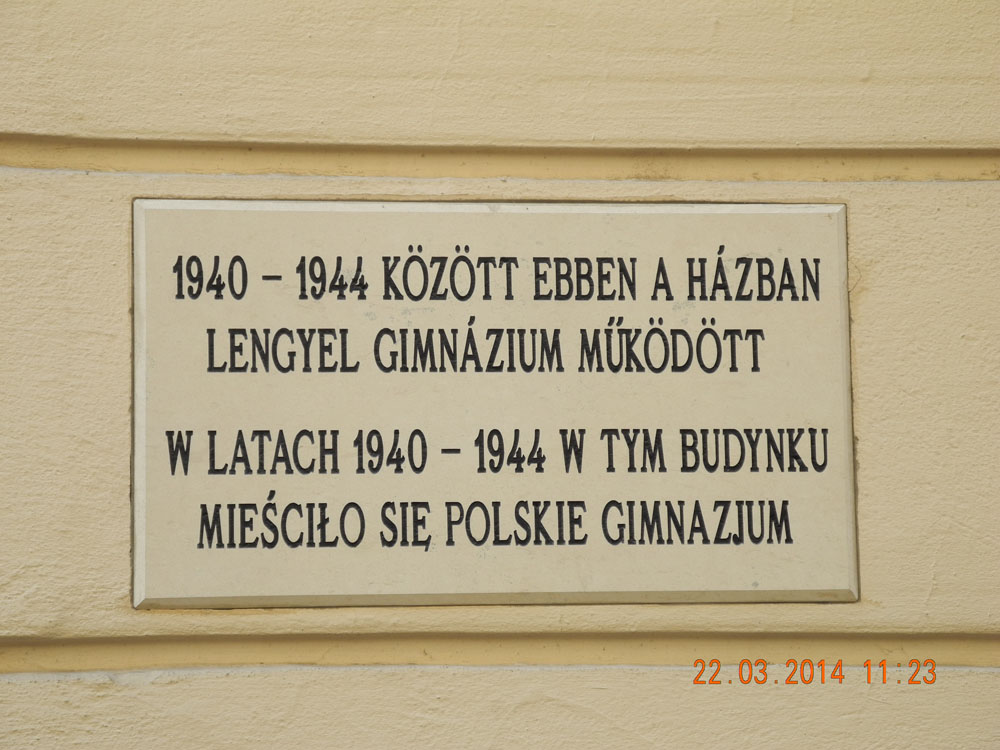 1940 – 1944 KÖZÖTT EBBEN A HÁZBAN
LENGYEL GIMNÁZIUM MŰKÖDÖTT
W LATACH 1940 – 1944 W TYM BUDYNKU
MIEŚCIŁO SIĘ POLSKIE GIMNAZJUM
22.03.2014 11:23